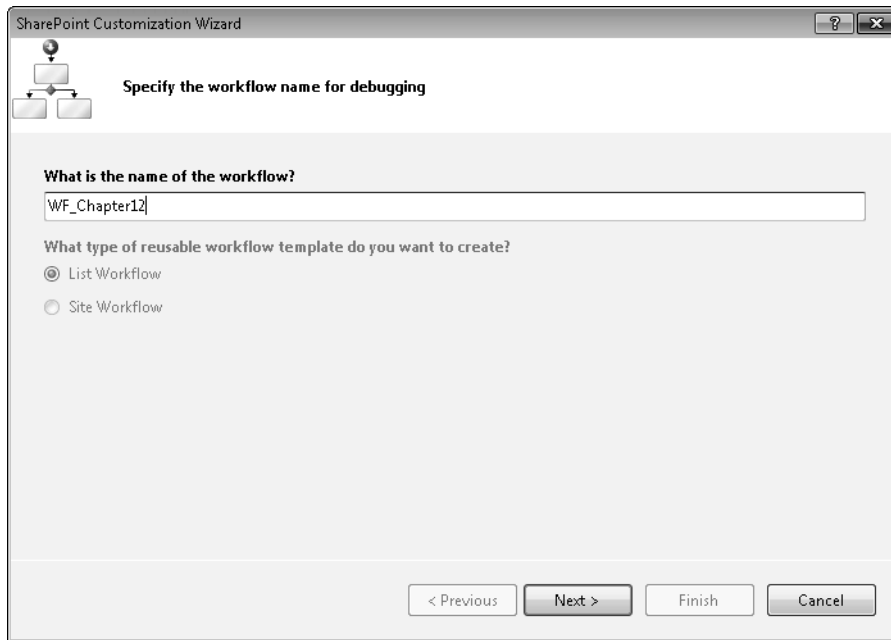 SharePoint Customization Wizard
?
Specify the workflow name for debugging
What is the name of the workflow?
WF_Chapter12
What type of reusable workflow template do you want to create?
List Workflow
Site Workflow
< Previous
Next >
Finish
Cancel